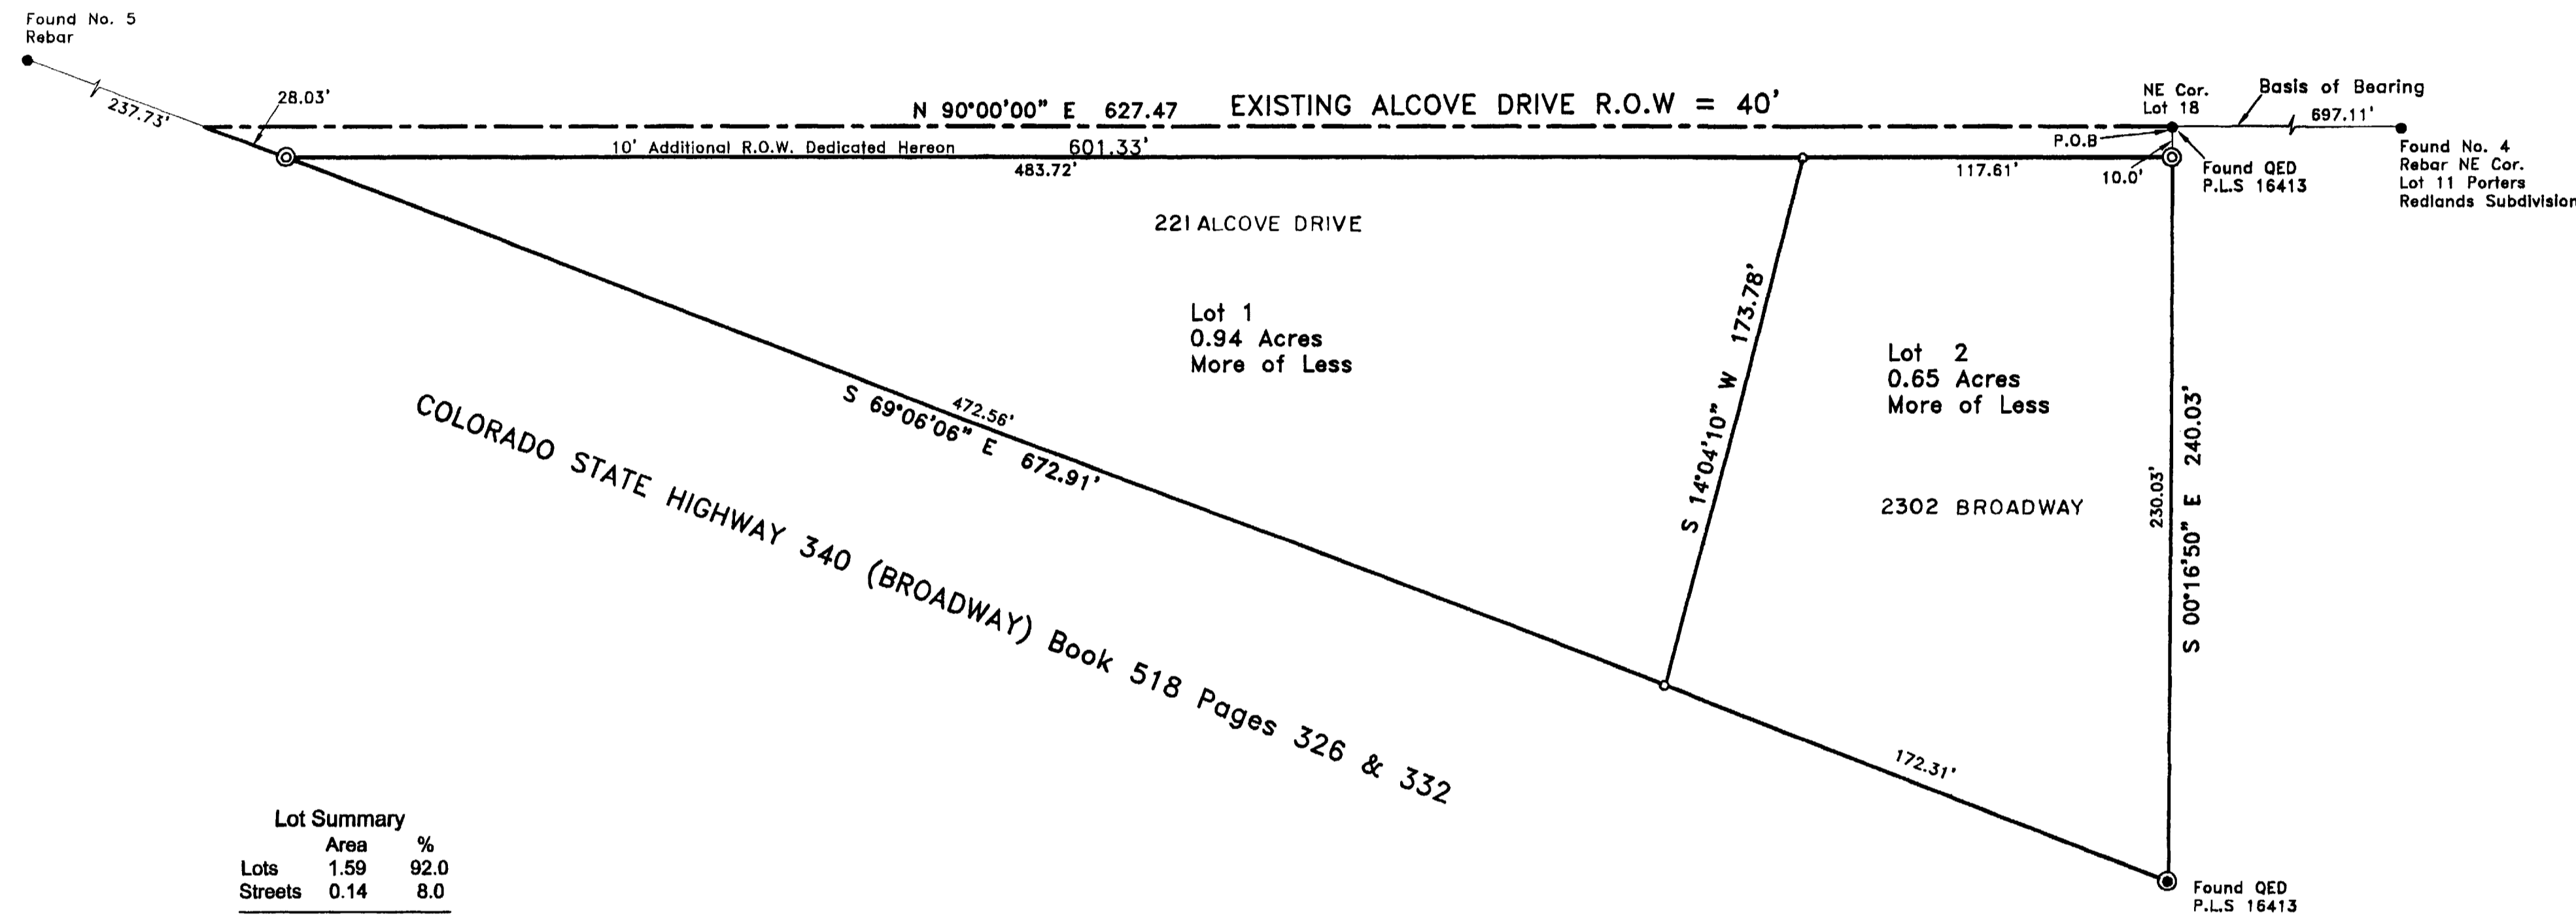 Found No. 5
Rebar
237.73'
28.03'
N 90°00'00" E 627.47
EXISTING ALCOVE DRIVE R.O.W = 40'
NE Cor.
Lot 18
Basis of Bearing
697.11'
P.O.B
10' Additional R.O.W. Dedicated Hereon
601.33'
483.72'
117.61'
10.0'
Found QED
P.L.S 16413
Found No. 4
Rebar NE Cor.
Lot 11 Porters
Redlands Subdivision
221 ALCOVE DRIVE
Lot 1
0.94 Acres
More of Less
S 14°04'10" W 173.78'
Lot 2
0.65 Acres
More of Less
2302 BROADWAY
230.03'
S 00°16'50" E 240.03'
472.56'
S 69°06'06" E 672.91'
COLORADO STATE HIGHWAY 340 (BROADWAY) Book 518 Pages 326 & 332
172.31'
Lot Summary
Area %
Lots 1.59 92.0
Streets 0.14 8.0
Found QED
P.L.S 16413